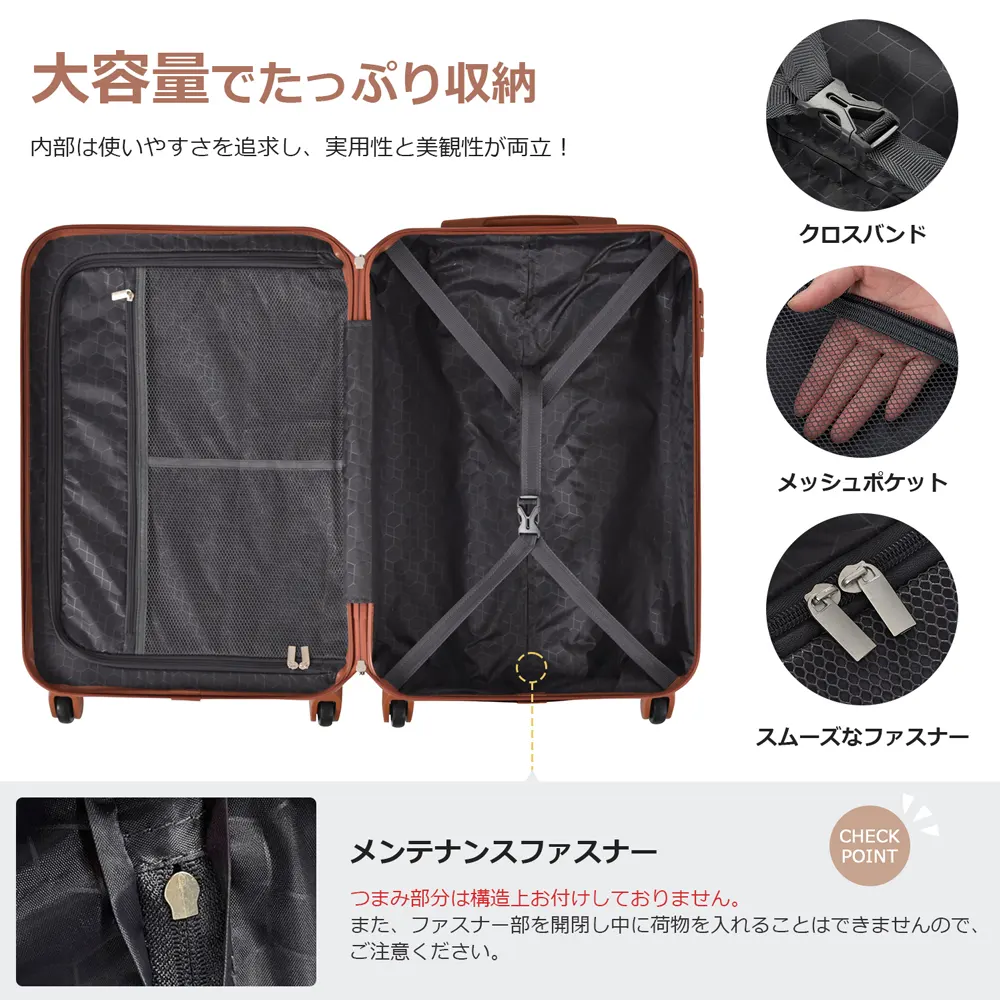 大容量でたっぷり収納
内部は使いやすさを追求し、実用性と美観性が両立！
クロスバンド
メッシュポケット
スムーズなファスナー
メンテナンスファスナー
CHECK
POINT
つまみ部分は構造上お付けしておりません。
また、ファスナー部を開閉し中に荷物を入れることはできませんので、
ご注意ください。